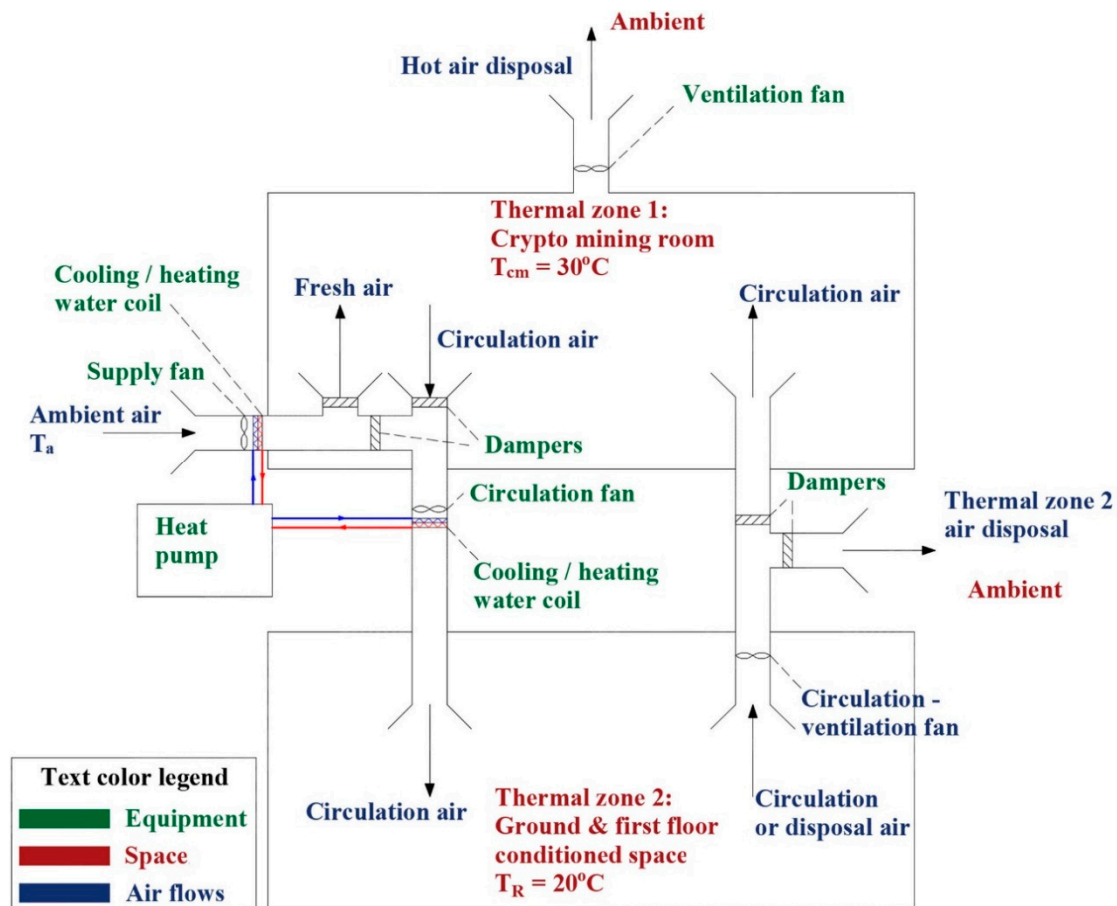 Ambient
Hot air disposal
Ventilation fan
Thermal zone 1:
Crypto mining room
Tcm = 30°C
Cooling / heating
water coil
Fresh air
Circulation air
Circulation air
Supply fan
Ambient air
Ta
Dampers
Circulation fan
Dampers
Thermal zone 2
air disposal
Heat
pump
Cooling / heating
water coil
Ambient
Circulation -
ventilation fan
Text color legend
Equipment
Space
Air flows
Circulation air
Thermal zone 2:
Ground & first floor
conditioned space
TR = 20°C
Circulation
or disposal air